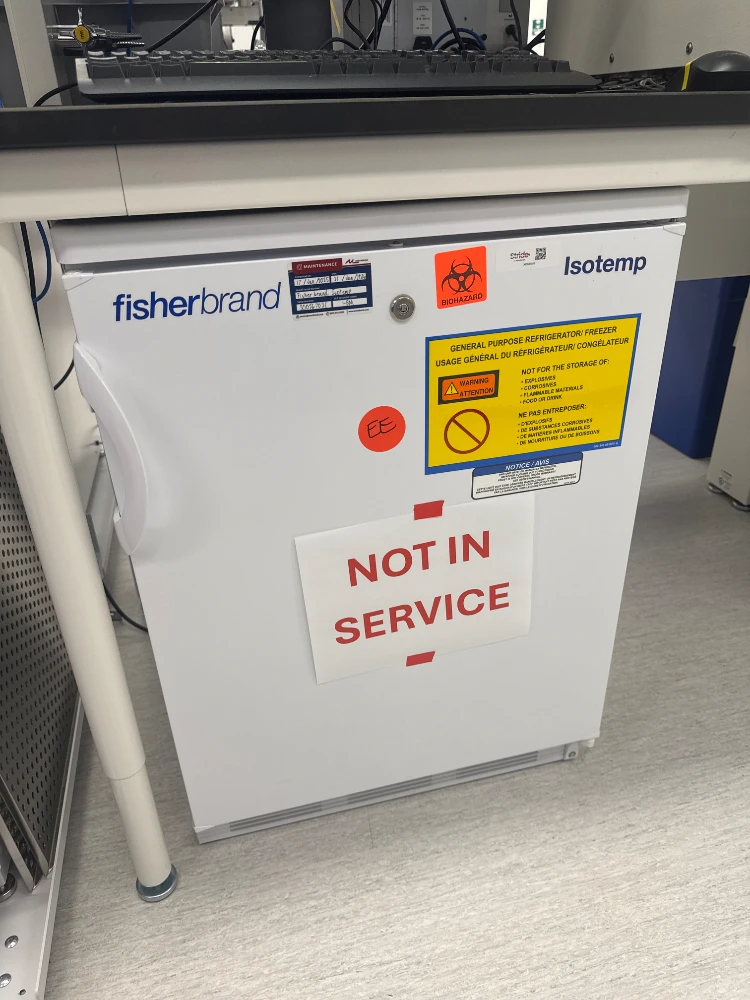 fisherbrand
MAINTENANCE
BIOHAZARD
Isotemp
GENERAL PURPOSE REFRIGERATOR/ FREEZER
USAGE GÉNÉRAL DU RÉFRIGÉRATEUR/ CONGÉLATEUR
WARNING
ATTENTION
NOT FOR THE STORAGE OF:
• EXPLOSIVES
• CORROSIVES
• FLAMMABLE MATERIALS
• FOOD OR DRINK
NE PAS ENTREPOSER:
• D'EXPLOSIFS
• DE SUBSTANCES CORROSIVES
• DE MATIÈRES INFLAMMABLES
• DE NOURRITURE OU DE BOISSONS
EE
NOTICE / AVIS
NOT IN
SERVICE